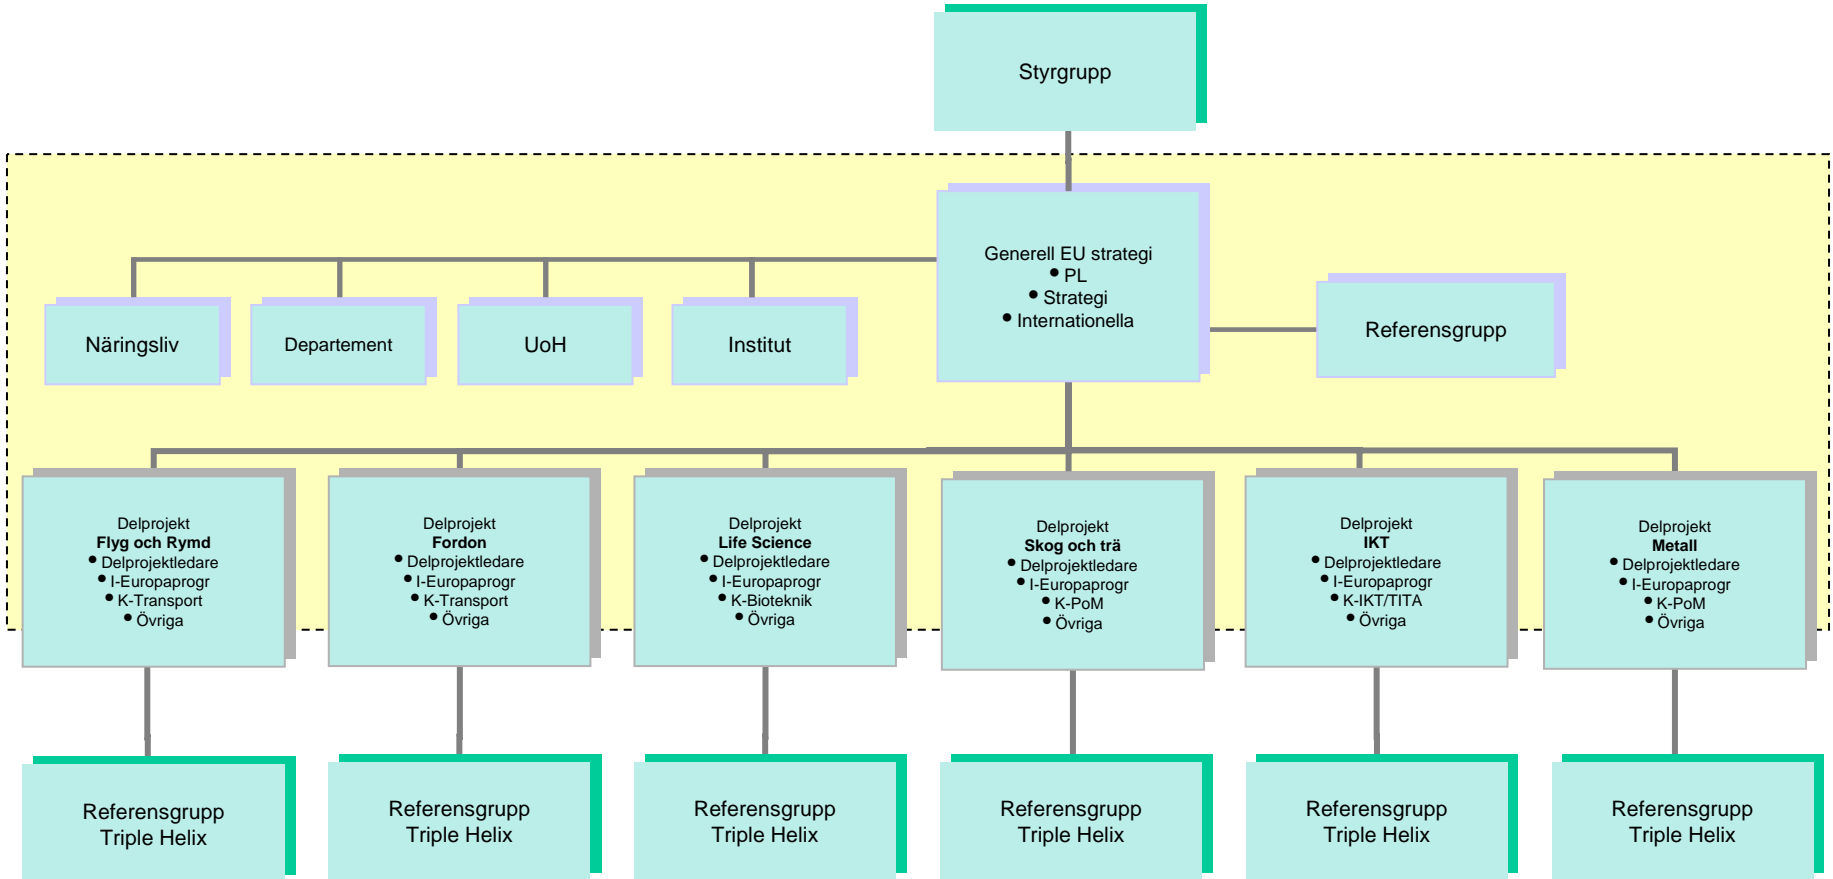 Styrgrupp
Generell EU strategi
• PL
• Strategi
• Internationella
Näringsliv
Departement
UoH
Institut
Referensgrupp
Delprojekt
Flyg och Rymd
• Delprojektledare
• I-Europaprogr
• K-Transport
• Övriga
Delprojekt
Fordon
• Delprojektledare
• I-Europaprogr
• K-Transport
• Övriga
Delprojekt
Life Science
• Delprojektledare
• I-Europaprogr
• K-Bioteknik
• Övriga
Delprojekt
Skog och trä
• Delprojektledare
• I-Europaprogr
• K-PoM
• Övriga
Delprojekt
IKT
• Delprojektledare
• I-Europaprogr
• K-IKT/TITA
• Övriga
Delprojekt
Metall
• Delprojektledare
• I-Europaprogr
• K-PoM
• Övriga
Referensgrupp
Triple Helix
Referensgrupp
Triple Helix
Referensgrupp
Triple Helix
Referensgrupp
Triple Helix
Referensgrupp
Triple Helix
Referensgrupp
Triple Helix